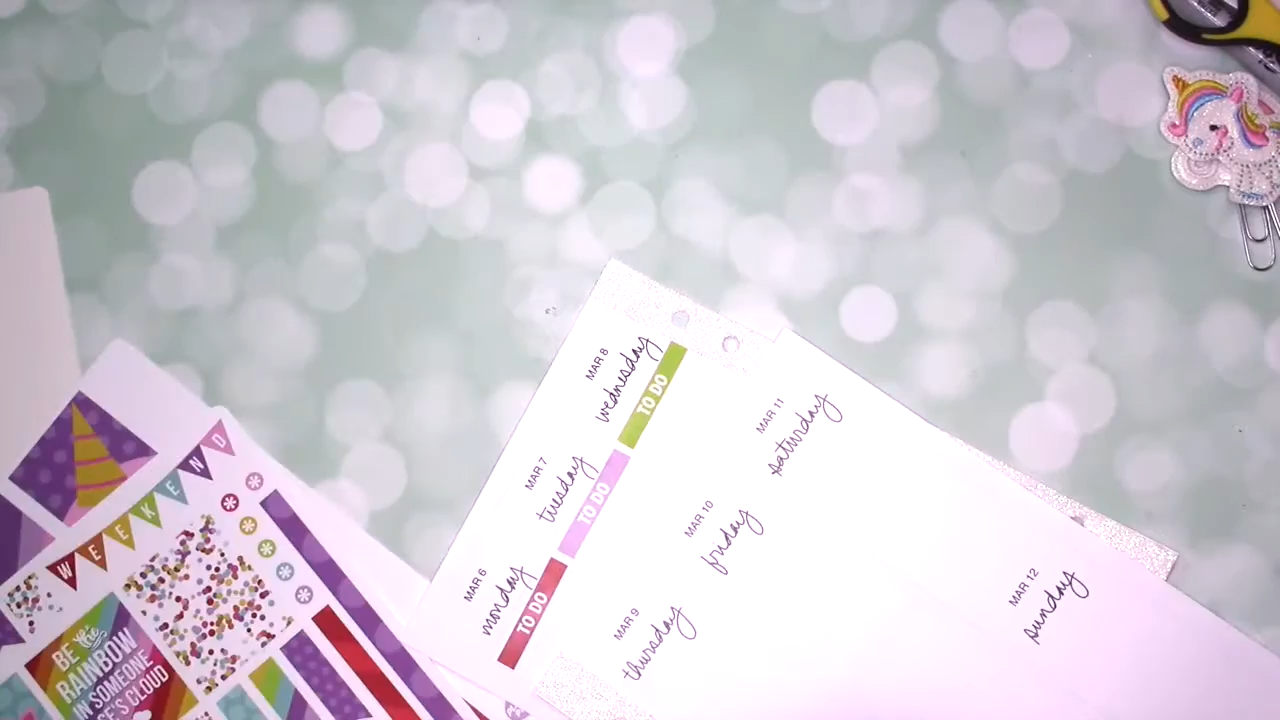 MAR 6
monday
TO DO
MAR 7
tuesday
TO DO
MAR 8
wednesday
TO DO
MAR 9
thursday
MAR 10
friday
MAR 11
saturday
MAR 12
sunday
WEEKEND
BE the
RAINBOW
IN SOMEONE
SE'S CLOUD